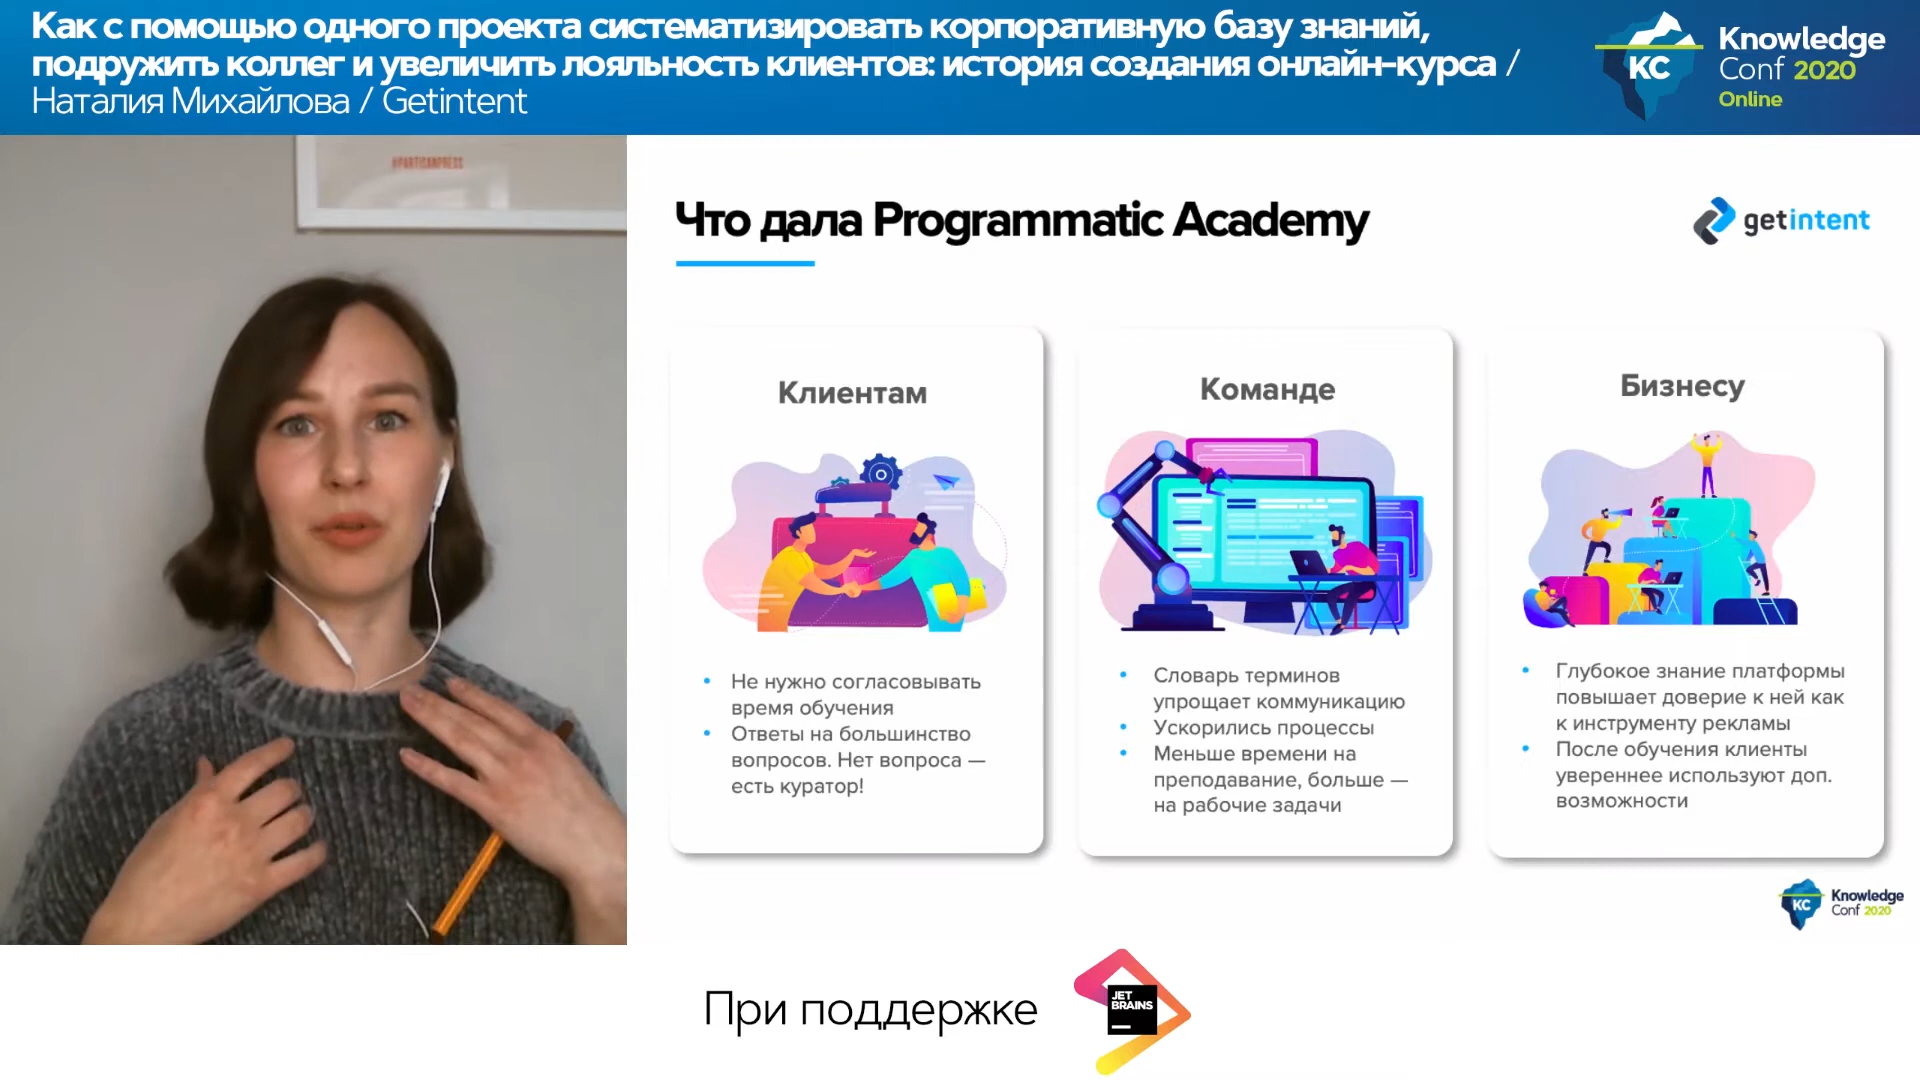 Как с помощью одного проекта систематизировать корпоративную базу знаний,
подружить коллег и увеличить лояльность клиентов: история создания онлайн-курса /
Наталия Михайлова / Getintent
KC
Knowledge
Conf 2020
Online
#PARTISANPRESS
Что дала Programmatic Academy
getintent
Клиентам
• Не нужно согласовывать
время обучения
• Ответы на большинство
вопросов. Нет вопроса —
есть куратор!
Команде
• Словарь терминов
упрощает коммуникацию
• Ускорились процессы
• Меньше времени на
преподавание, больше —
на рабочие задачи
Бизнесу
• Глубокое знание платформы
повышает доверие к ней как
к инструменту рекламы
• После обучения клиенты
увереннее используют доп.
возможности
KC
Knowledge
Conf 2020
При поддержке
JET
BRAINS